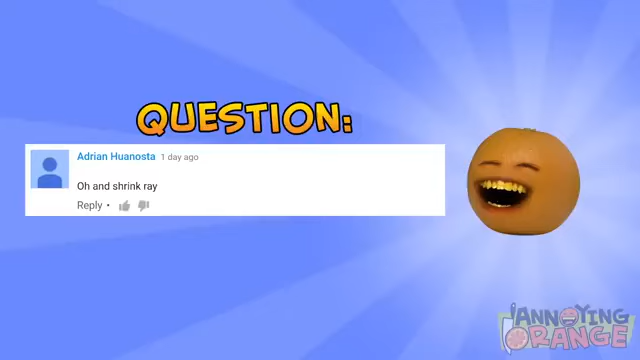 QUESTION:
Adrian Huanosta 1 day ago
Oh and shrink ray
Reply •
ANNOYING
ORANGE